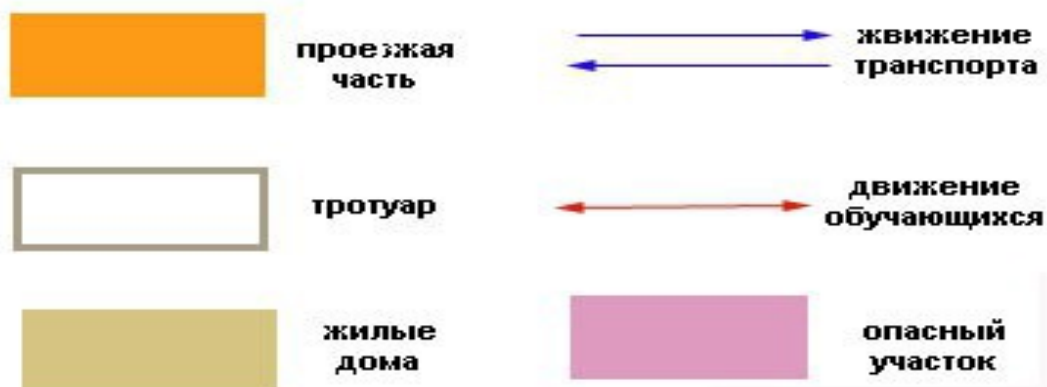 проезжая
часть
жвижение
транспорта
тротуар
движение
обучающихся
жилые
дома
опасный
участок